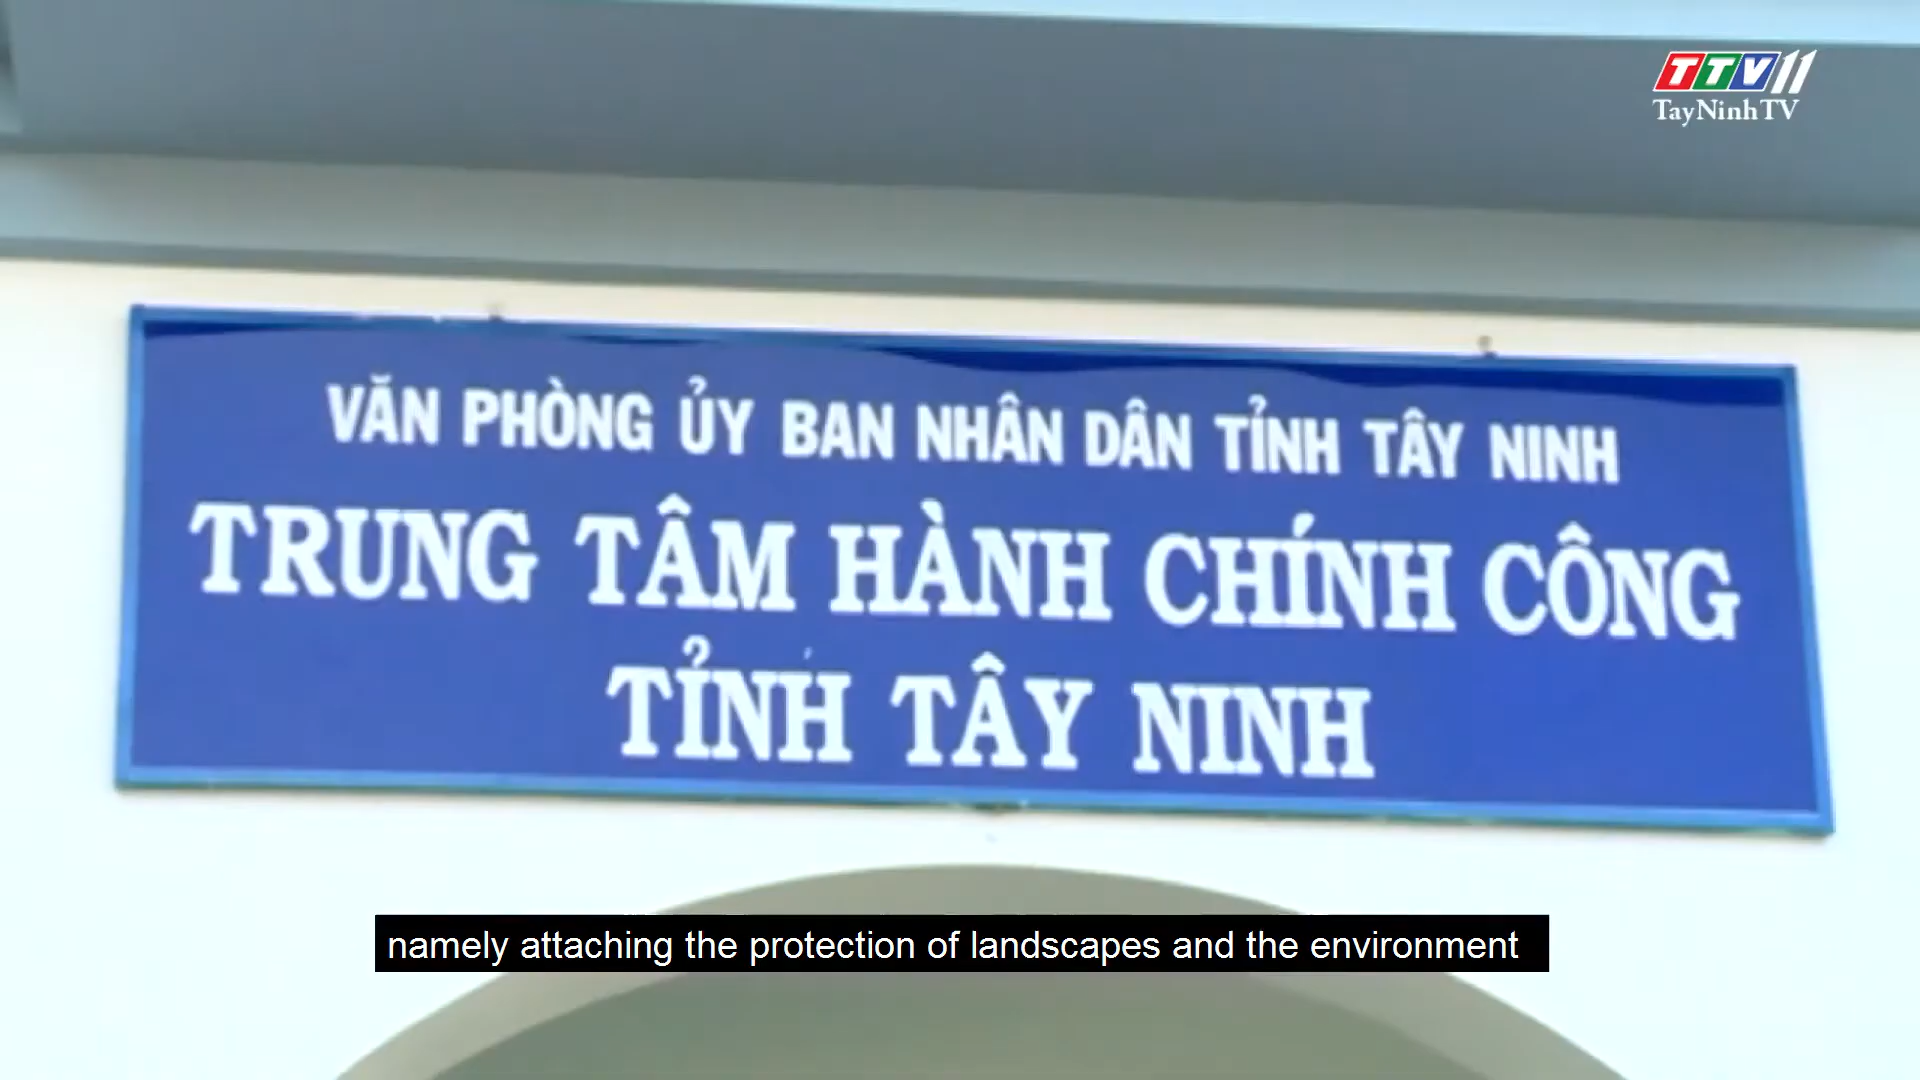 TTV11
TayNinhTV
VĂN PHÒNG ỦY BAN NHÂN DÂN TỈNH TÂY NINH
TRUNG TÂM HÀNH CHÍNH CÔNG
TỈNH TÂY NINH
namely attaching the protection of landscapes and the environment